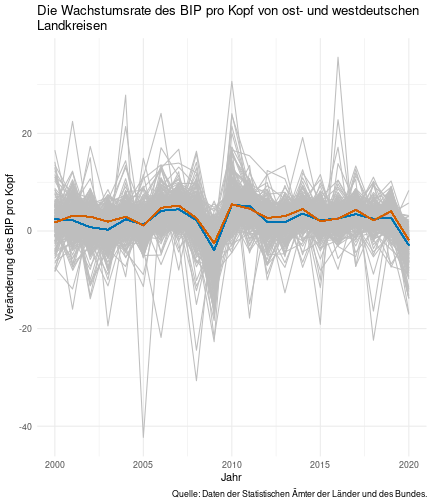 Die Wachstumsrate des BIP pro Kopf von ost- und westdeutschen
Landkreisen
Veränderung des BIP pro Kopf
20
0
-20
-40
2000
2005
2010
2015
2020
Jahr
Quelle: Daten der Statistischen Ämter der Länder und des Bundes.